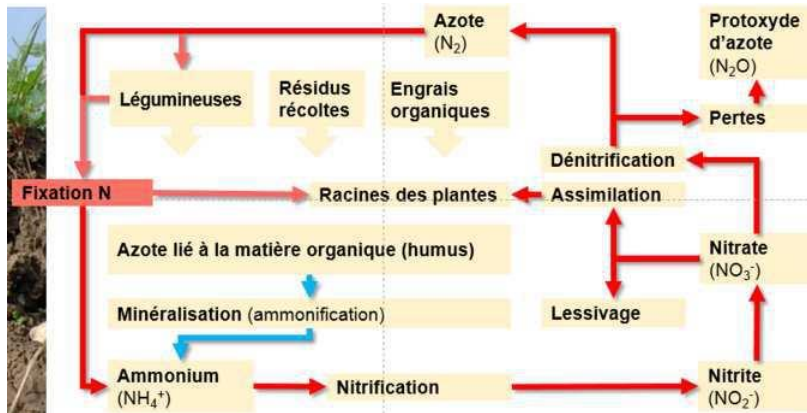 Azote
(N₂)
Protoxyde
d'azote
(N₂O)
Légumineuses
Résidus
récoltes
Engrais
organiques
Pertes
Dénitrification
Fixation N
Racines des plantes
Assimilation
Azote lié à la matière organique (humus)
Nitrate
(NO₃⁻)
Minéralisation (ammonification)
Lessivage
Ammonium
(NH₄⁺)
Nitrification
Nitrite
(NO₂⁻)